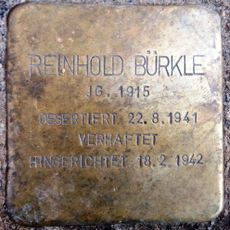 REINHOLD BÜRKLE
JG. 1915
DESERTIERT 22.8.1941
VERHAFTET
HINGERICHTET 18.2.1942